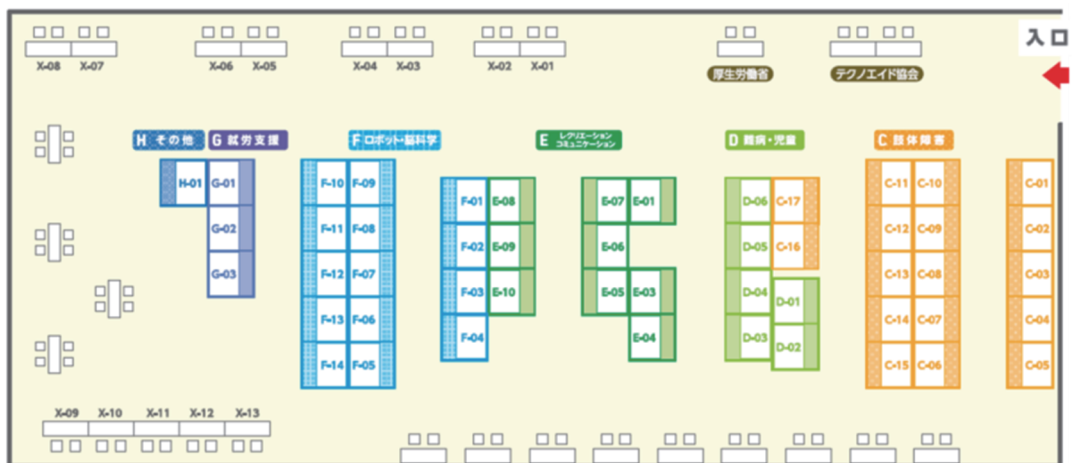 入口
X-08 X-07
X-06 X-05
X-04 X-03
X-02 X-01
厚生労働省
テクノエイド協会
H その他
G 就労支援
F ロボット・脳科学
E レクリエーション
コミュニケーション
D 難病・児童
C 肢体障害
H-01 G-01
G-02
G-03
F-10 F-09
F-11 F-08
F-12 F-07
F-13 F-06
F-14 F-05
F-01 E-08
F-02 E-09
F-03 E-10
F-04
E-07 E-01
E-06
E-05 E-03
E-04
D-06 C-17
D-05 C-16
D-04 D-01
D-03 D-02
C-11 C-10
C-12 C-09
C-13 C-08
C-14 C-07
C-15 C-06
C-01
C-02
C-03
C-04
C-05
X-09 X-10 X-11 X-12 X-13